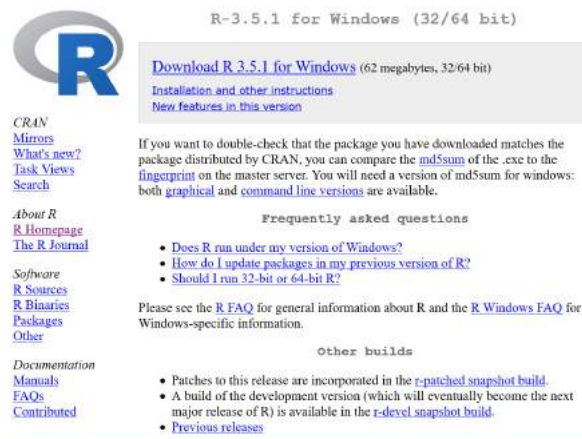 R
CRAN
Mirrors
What's new?
Task Views
Search
About R
R Homepage
The R Journal
Software
R Sources
R Binaries
Packages
Other
Documentation
Manuals
FAQs
Contributed
R-3.5.1 for Windows (32/64 bit)
Download R 3.5.1 for Windows (62 megabytes, 32/64 bit)
Installation and other instructions
New features in this version
If you want to double-check that the package you have downloaded matches the
package distributed by CRAN, you can compare the md5sum of the .exe to the
fingerprint on the master server. You will need a version of md5sum for windows:
both graphical and command line versions are available.
Frequently asked questions
• Does R run under my version of Windows?
• How do I update packages in my previous version of R?
• Should I run 32-bit or 64-bit R?
Please see the R FAQ for general information about R and the R Windows FAQ for
Windows-specific information.
Other builds
• Patches to this release are incorporated in the r-patched snapshot build.
• A build of the development version (which will eventually become the next
major release of R) is available in the r-devel snapshot build.
• Previous releases